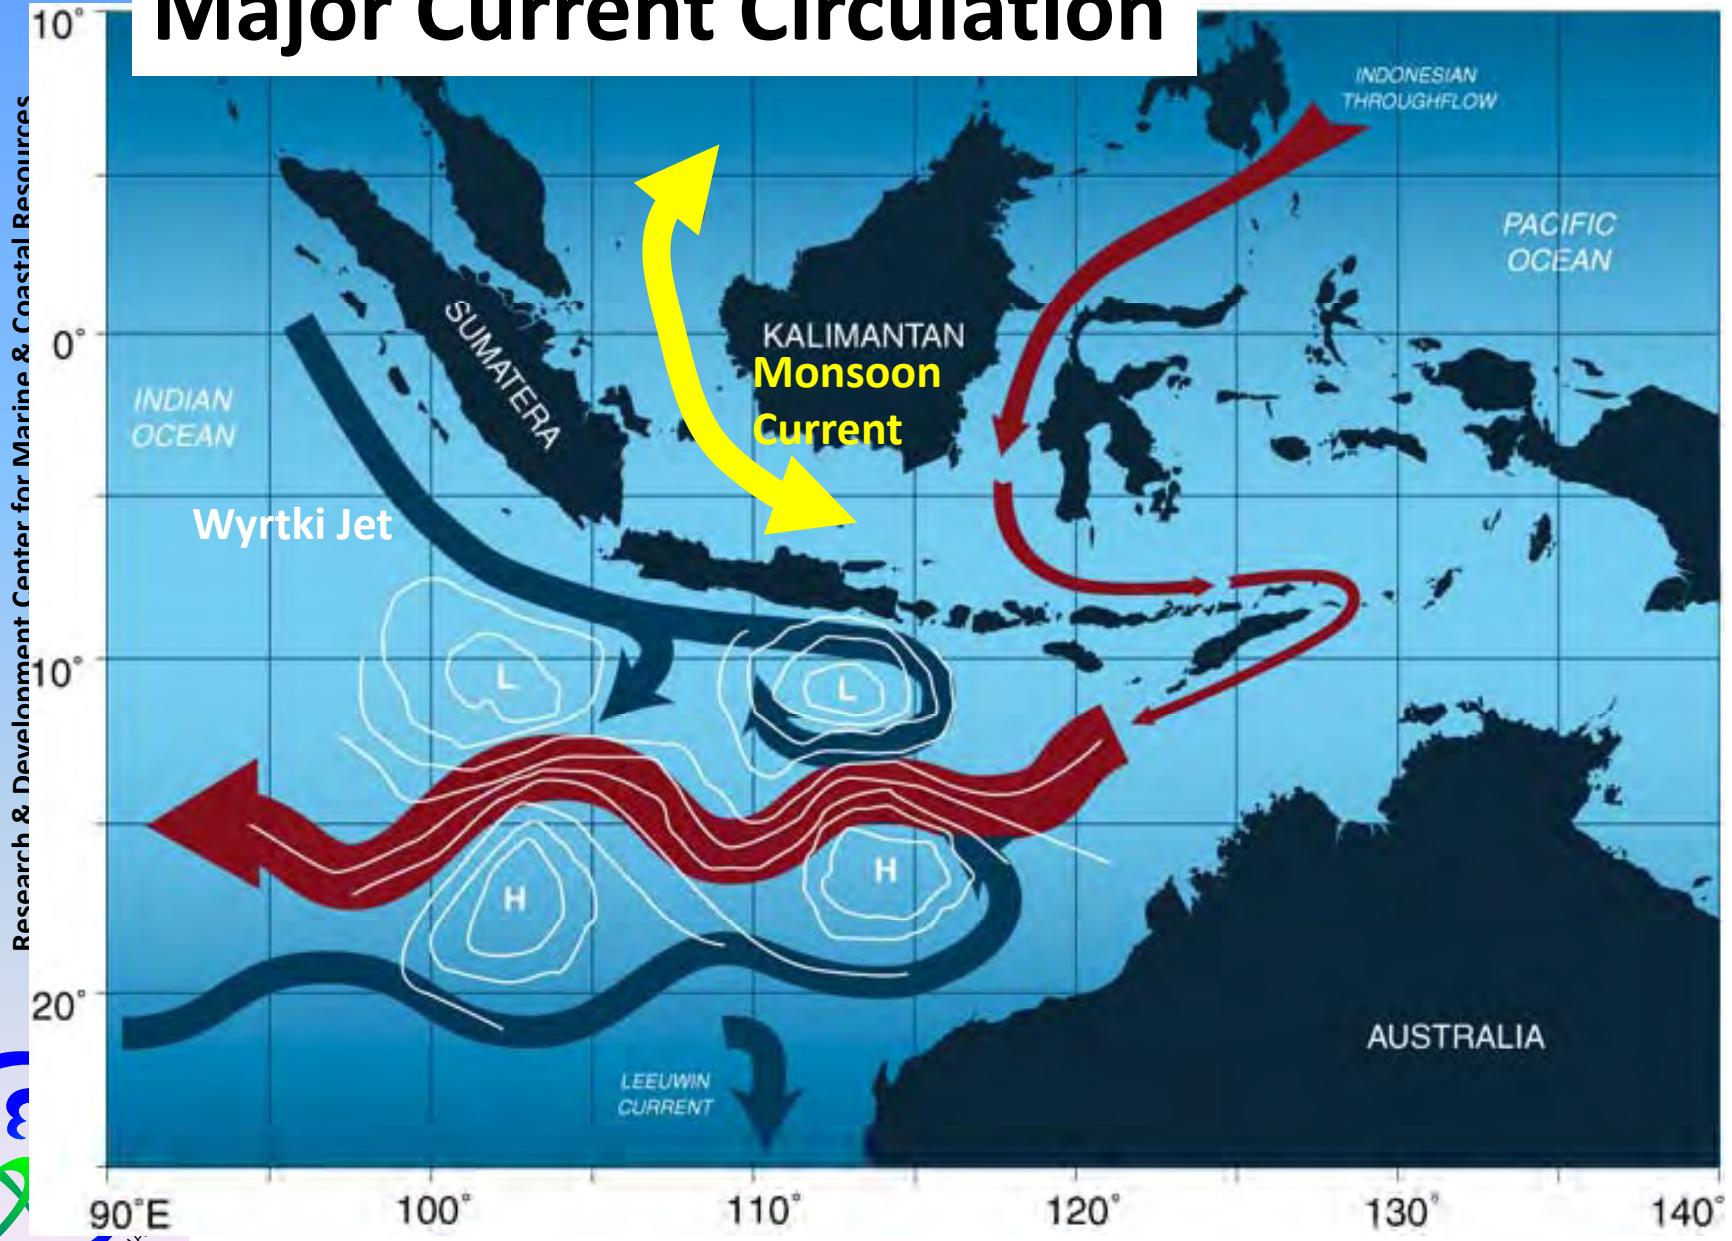 Major Current Circulation
Research & Development Center for Marine & Coastal Resources
10°
0°
10°
20°
90°E
100°
110°
120°
130°
140°
INDONESIAN
THROUGHFLOW
PACIFIC
OCEAN
SUMATERA
KALIMANTAN
Monsoon
Current
INDIAN
OCEAN
Wyrtki Jet
L
L
H
H
LEEUWIN
CURRENT
AUSTRALIA